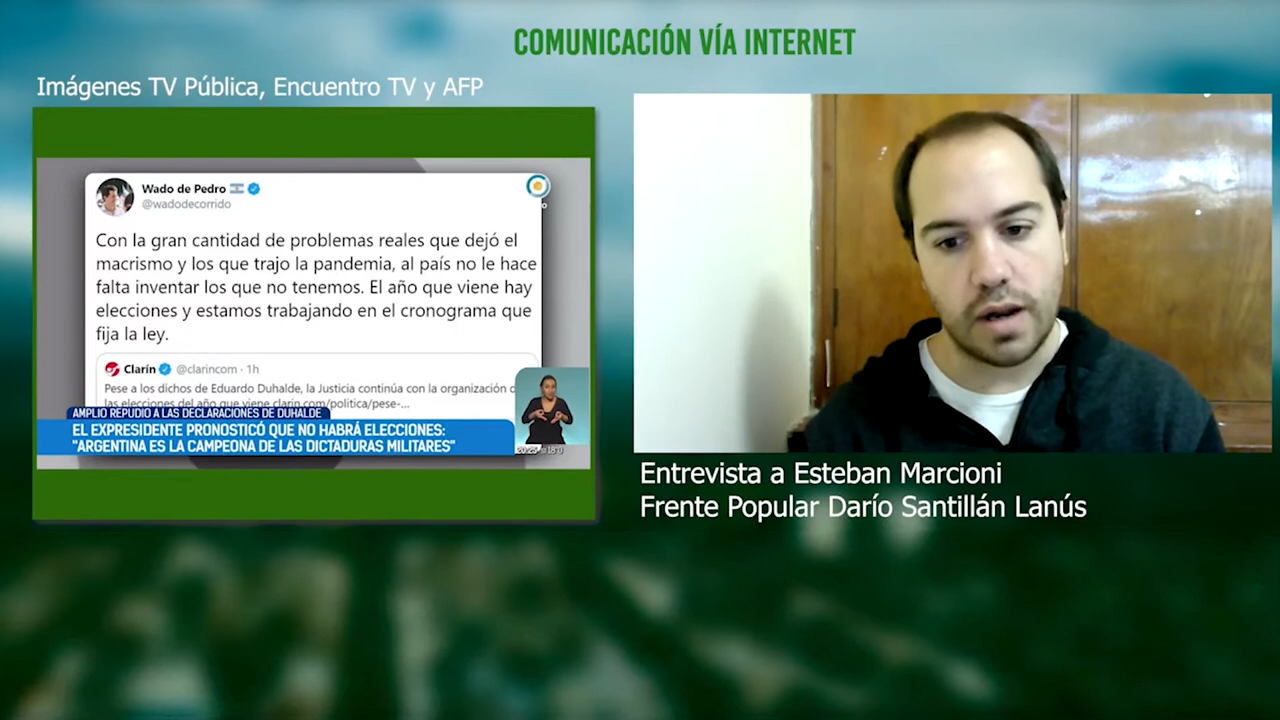 COMUNICACIÓN VÍA INTERNET
Imágenes TV Pública, Encuentro TV y AFP
Wado de Pedro
@wadodecorrido
Con la gran cantidad de problemas reales que dejó el
macrismo y los que trajo la pandemia, al país no le hace
falta inventar los que no tenemos. El año que viene hay
elecciones y estamos trabajando en el cronograma que
fija la ley.
Clarín @clarincom · 1h
Pese a los dichos de Eduardo Duhalde, la Justicia continúa con la organización
las elecciones del año que viene clarin.com/politica/pese-...
AMPLIO REPUDIO A LAS DECLARACIONES DE DUHALDE
EL EXPRESIDENTE PRONOSTICÓ QUE NO HABRÁ ELECCIONES:
"ARGENTINA ES LA CAMPEONA DE LAS DICTADURAS MILITARES"
Entrevista a Esteban Marcioni
Frente Popular Darío Santillán Lanús